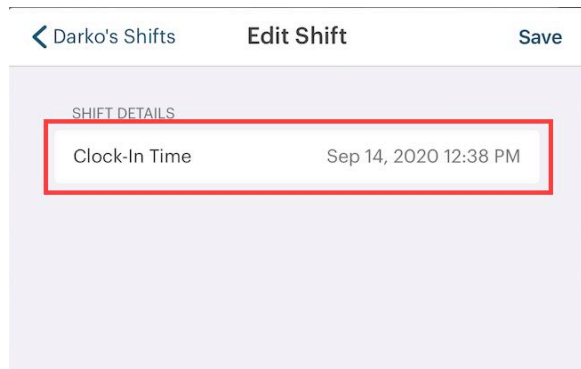 Darko's Shifts Edit Shift Save
SHIFT DETAILS
Clock-In Time Sep 14, 2020 12:38 PM